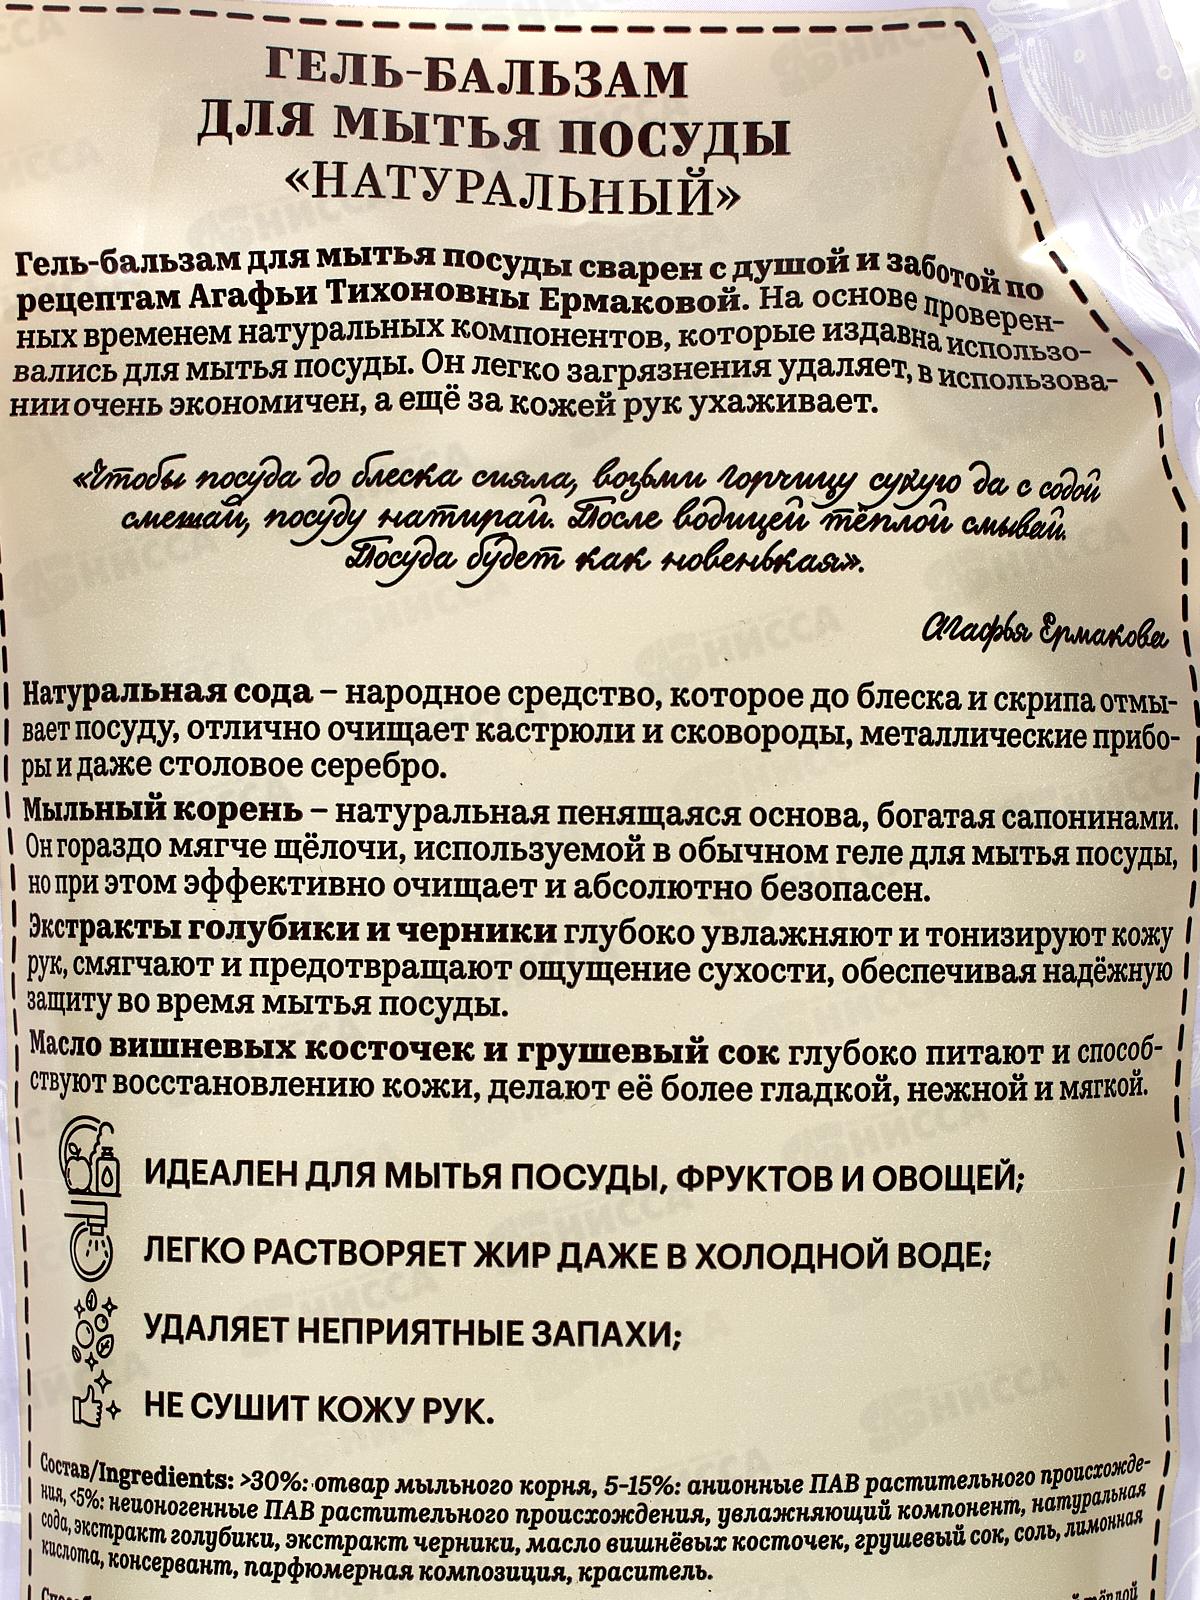 ГЕЛЬ-БАЛЬЗАМ
ДЛЯ МЫТЬЯ ПОСУДЫ
«НАТУРАЛЬНЫЙ»
Гель-бальзам для мытья посуды сварен с душой и заботой по
рецептам Агафьи Тихоновны Ермаковой. На основе проверен-
ных временем натуральных компонентов, которые издавна использо-
вались для мытья посуды. Он легко загрязнения удаляет, в использова-
нии очень экономичен, а ещё за кожей рук ухаживает.
«Чтобы посуда до блеска сияла, возьми горчицу сухую да с содой
смешай, посуду натирай. После водицей тёплой смывай.
Посуда будет как новенькая».
Агафья Ермакова
Натуральная сода – народное средство, которое до блеска и скрипа отмы-
вает посуду, отлично очищает кастрюли и сковороды, металлические прибо-
ры и даже столовое серебро.
Мыльный корень – натуральная пенящаяся основа, богатая сапонинами.
Он гораздо мягче щёлочи, используемой в обычном геле для мытья посуды,
но при этом эффективно очищает и абсолютно безопасен.
Экстракты голубики и черники глубоко увлажняют и тонизируют кожу
рук, смягчают и предотвращают ощущение сухости, обеспечивая надёжную
защиту во время мытья посуды.
Масло вишневых косточек и грушевый сок глубоко питают и способ-
ствуют восстановлению кожи, делают её более гладкой, нежной и мягкой.
ИДЕАЛЕН ДЛЯ МЫТЬЯ ПОСУДЫ, ФРУКТОВ И ОВОЩЕЙ;
ЛЕГКО РАСТВОРЯЕТ ЖИР ДАЖЕ В ХОЛОДНОЙ ВОДЕ;
УДАЛЯЕТ НЕПРИЯТНЫЕ ЗАПАХИ;
НЕ СУШИТ КОЖУ РУК.
Состав/Ingredients: >30%: отвар мыльного корня, 5-15%: анионные ПАВ растительного происхожде-
ния, <5%: неионогенные ПАВ растительного происхождения, увлажняющий компонент, натуральная
сода, экстракт голубики, экстракт черники, масло вишнёвых косточек, грушевый сок, соль, лимонная
кислота, консервант, парфюмерная композиция, краситель.